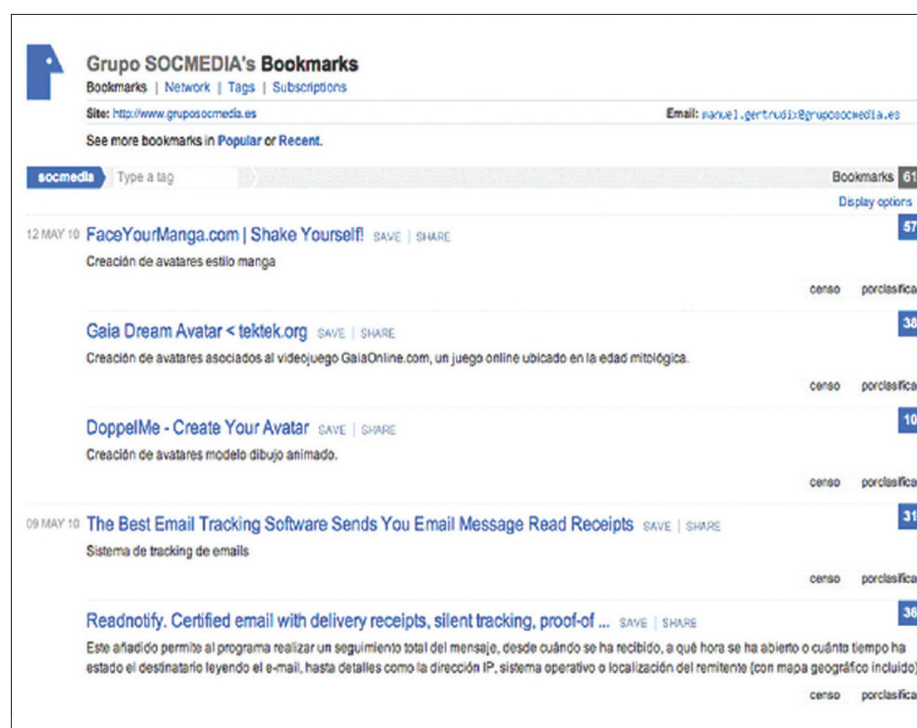 Grupo SOCMEDIA's Bookmarks
Bookmarks | Network | Tags | Subscriptions
Site: http://www.gruposocmedia.es Email: manuel.gertrudix@gruposocmedia.es
See more bookmarks in Popular or Recent.
socmedia Type a tag Bookmarks 61
Display options
12 MAY 10 FaceYourManga.com | Shake Yourself! SAVE | SHARE 57
Creación de avatares estilo manga
censo porclasifica
Gaia Dream Avatar < tektek.org SAVE | SHARE 38
Creación de avatares asociados al videojuego GaiaOnline.com, un juego online ubicado en la edad mitológica.
censo porclasifica
DoppelMe - Create Your Avatar SAVE | SHARE 10
Creación de avatares modelo dibujo animado.
censo porclasifica
09 MAY 10 The Best Email Tracking Software Sends You Email Message Read Receipts SAVE | SHARE 31
Sistema de tracking de emails
censo porclasifica
Readnotify. Certified email with delivery receipts, silent tracking, proof-of ... SAVE | SHARE 36
Este añadido permite al programa realizar un seguimiento total del mensaje, desde cuándo se ha recibido, a qué hora se ha abierto o cuánto tiempo ha
estado el destinatario leyendo el e-mail, hasta detalles como la dirección IP, sistema operativo o localización del remitente (con mapa geográfico incluido)
censo porclasifica